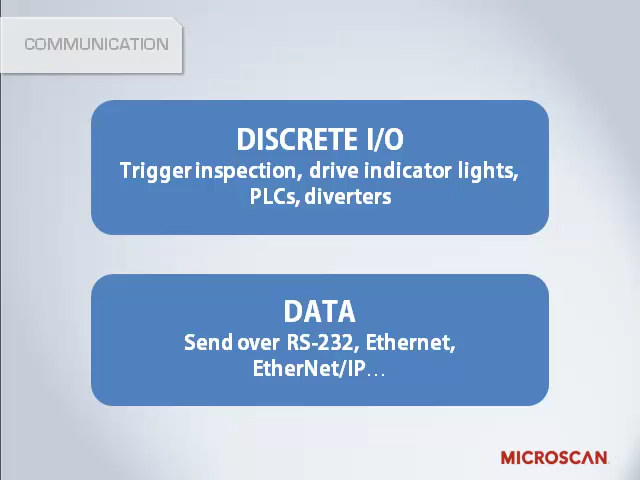 COMMUNICATION
DISCRETE I/O
Trigger inspection, drive indicator lights,
PLCs, diverters
DATA
Send over RS-232, Ethernet,
EtherNet/IP...
MICROSCAN